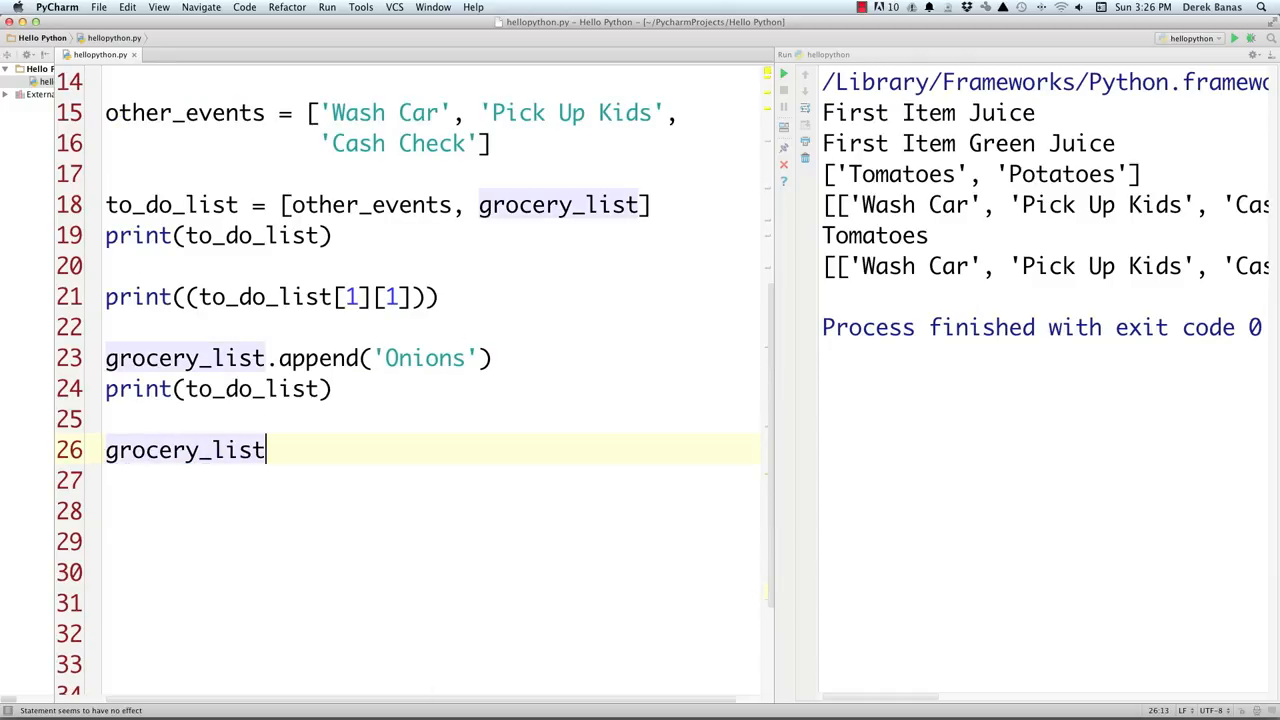 PyCharm File Edit View Navigate Code Refactor Run Tools VCS Window Help 10 Sun 3:26 PM Derek Banas
hellopython.py – Hello Python – [~/PycharmProjects/Hello Python]
Hello Python hellopython.py hellopython
hellopython.py Run hellopython
Hello P
hell
Externa
14
15 other_events = ['Wash Car', 'Pick Up Kids',
16 'Cash Check']
17
18 to_do_list = [other_events, grocery_list]
19 print(to_do_list)
20
21 print((to_do_list[1][1]))
22
23 grocery_list.append('Onions')
24 print(to_do_list)
25
26 grocery_list
27
28
29
30
31
32
33
34
/Library/Frameworks/Python.framewo
First Item Juice
First Item Green Juice
['Tomatoes', 'Potatoes']
[['Wash Car', 'Pick Up Kids', 'Cas
Tomatoes
[['Wash Car', 'Pick Up Kids', 'Cas
Process finished with exit code 0
Statement seems to have no effect 26:13 LF UTF-8